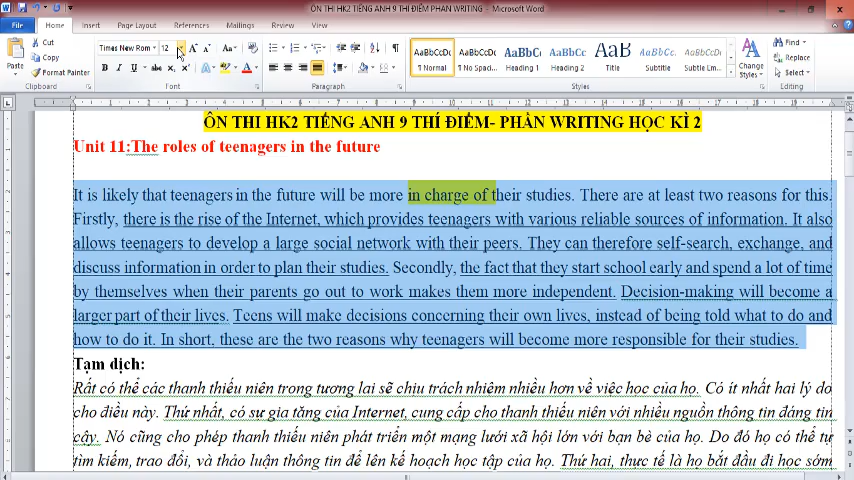 ÔN THI HK2 TIẾNG ANH 9 THÍ ĐIỂM PHẦN WRITING - Microsoft Word
File Home Insert Page Layout References Mailings Review View
Cut
Copy
Format Painter
Paste
Clipboard
Times New Rom 12
Font
Paragraph
AaBbCcDc AaBbCcDc AaBbCc AaBbCc AaBbCcDc AaBbCcDc
¶ Normal ¶ No Spaci... Heading 1 Heading 2 Subtitle Subtle Em...
Styles
Change Styles
Find
Replace
Select
Editing
ÔN THI HK2 TIẾNG ANH 9 THÍ ĐIỂM- PHẦN WRITING HỌC KÌ 2
Unit 11:The roles of teenagers in the future
It is likely that teenagers in the future will be more in charge of their studies. There are at least two reasons for this.
Firstly, there is the rise of the Internet, which provides teenagers with various reliable sources of information. It also
allows teenagers to develop a large social network with their peers. They can therefore self-search, exchange, and
discuss information in order to plan their studies. Secondly, the fact that they start school early and spend a lot of time
by themselves when their parents go out to work makes them more independent. Decision-making will become a
larger part of their lives. Teens will make decisions concerning their own lives, instead of being told what to do and
how to do it. In short, these are the two reasons why teenagers will become more responsible for their studies.
Tạm dịch:
Rất có thể các thanh thiếu niên trong tương lai sẽ chịu trách nhiệm nhiều hơn về việc học của họ. Có ít nhất hai lý do
cho điều này. Thứ nhất, có sự gia tăng của Internet, cung cấp cho thanh thiếu niên với nhiều nguồn thông tin đáng tin
cậy. Nó cũng cho phép thanh thiếu niên phát triển một mạng lưới xã hội lớn với bạn bè của họ. Do đó họ có thể tự
tìm kiếm, trao đổi, và thảo luận thông tin để lên kế hoạch học tập của họ. Thứ hai, thực tế là họ bắt đầu đi học sớm